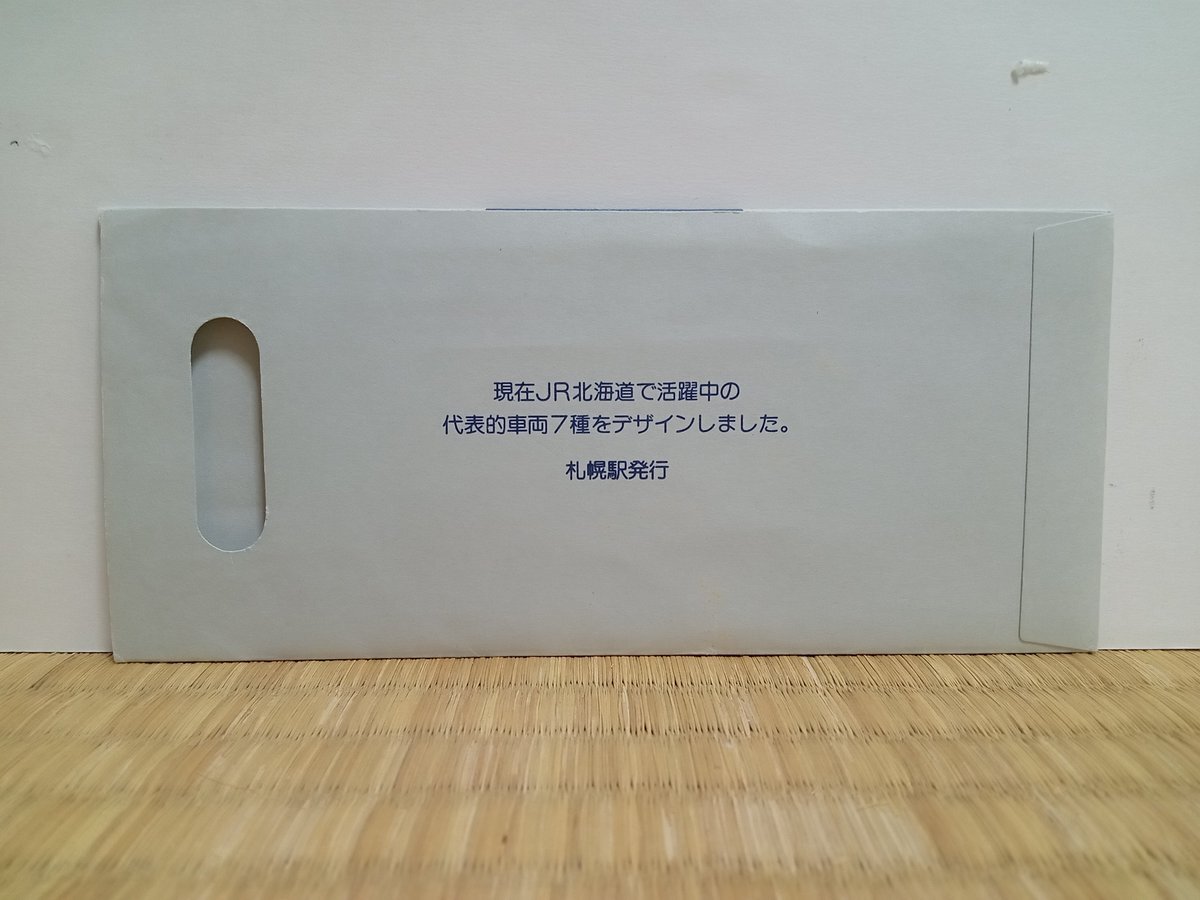 現在JR北海道で活躍中の
代表的車両7種をデザインしました。
札幌駅発行